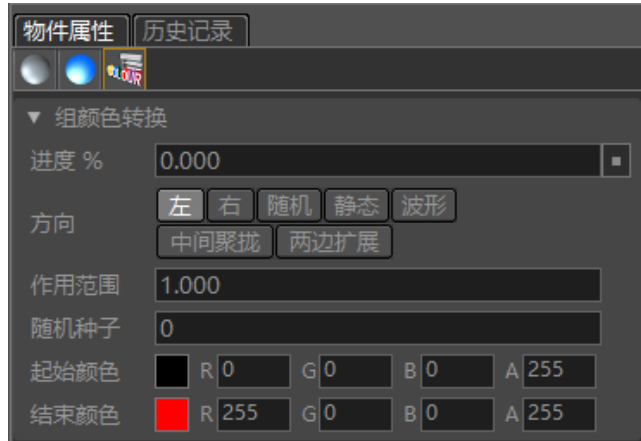 物件属性 历史记录
COLOUR
▼ 组颜色转换
进度 % 0.000
左 右 随机 静态 波形
方向
中间聚拢 两边扩展
作用范围 1.000
随机种子 0
起始颜色 R 0 G 0 B 0 A 255
结束颜色 R 255 G 0 B 0 A 255